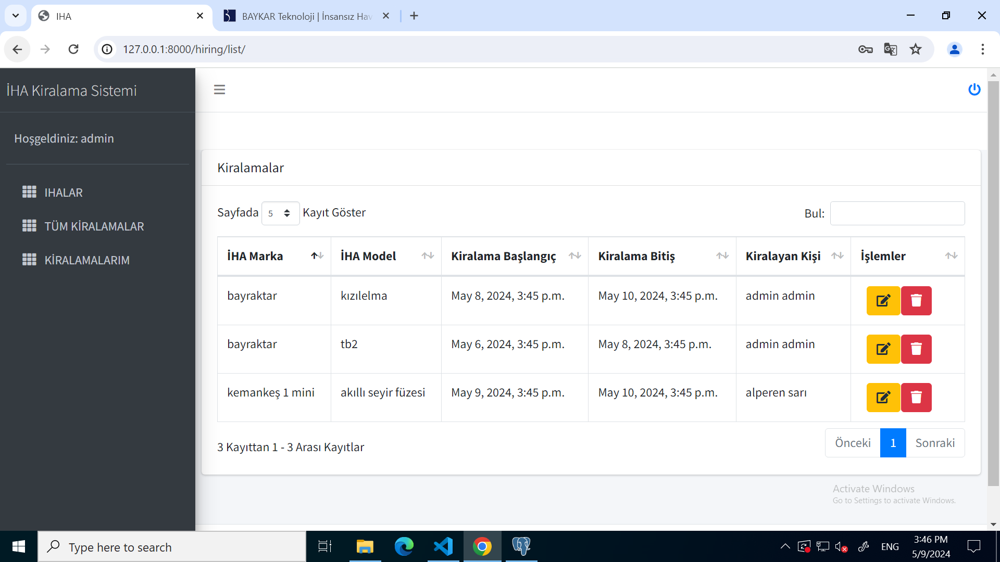 IHA
BAYKAR Teknoloji | İnsansız Hav
127.0.0.1:8000/hiring/list/
İHA Kiralama Sistemi
Hoşgeldiniz: admin
IHALAR
TÜM KİRALAMALAR
KİRALAMALARIM
Kiralamalar
Sayfada 5 Kayıt Göster
Bul:
İHA Marka İHA Model Kiralama Başlangıç Kiralama Bitiş Kiralayan Kişi İşlemler
bayraktar kızılelma May 8, 2024, 3:45 p.m. May 10, 2024, 3:45 p.m. admin admin
bayraktar tb2 May 6, 2024, 3:45 p.m. May 8, 2024, 3:45 p.m. admin admin
kemankeş 1 mini akıllı seyir füzesi May 9, 2024, 3:45 p.m. May 10, 2024, 3:45 p.m. alperen sarı
3 Kayıttan 1 - 3 Arası Kayıtlar
Önceki 1 Sonraki
Activate Windows
Go to Settings to activate Windows.
Type here to search
ENG
3:46 PM
5/9/2024